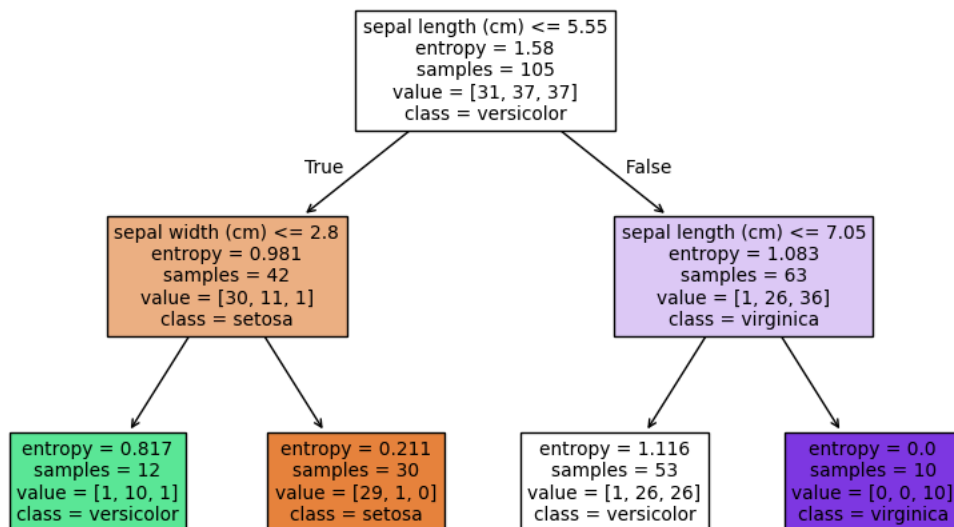 sepal length (cm) <= 5.55
entropy = 1.58
samples = 105
value = [31, 37, 37]
class = versicolor
True
False
sepal width (cm) <= 2.8
entropy = 0.981
samples = 42
value = [30, 11, 1]
class = setosa
sepal length (cm) <= 7.05
entropy = 1.083
samples = 63
value = [1, 26, 36]
class = virginica
entropy = 0.817
samples = 12
value = [1, 10, 1]
class = versicolor
entropy = 0.211
samples = 30
value = [29, 1, 0]
class = setosa
entropy = 1.116
samples = 53
value = [1, 26, 26]
class = versicolor
entropy = 0.0
samples = 10
value = [0, 0, 10]
class = virginica